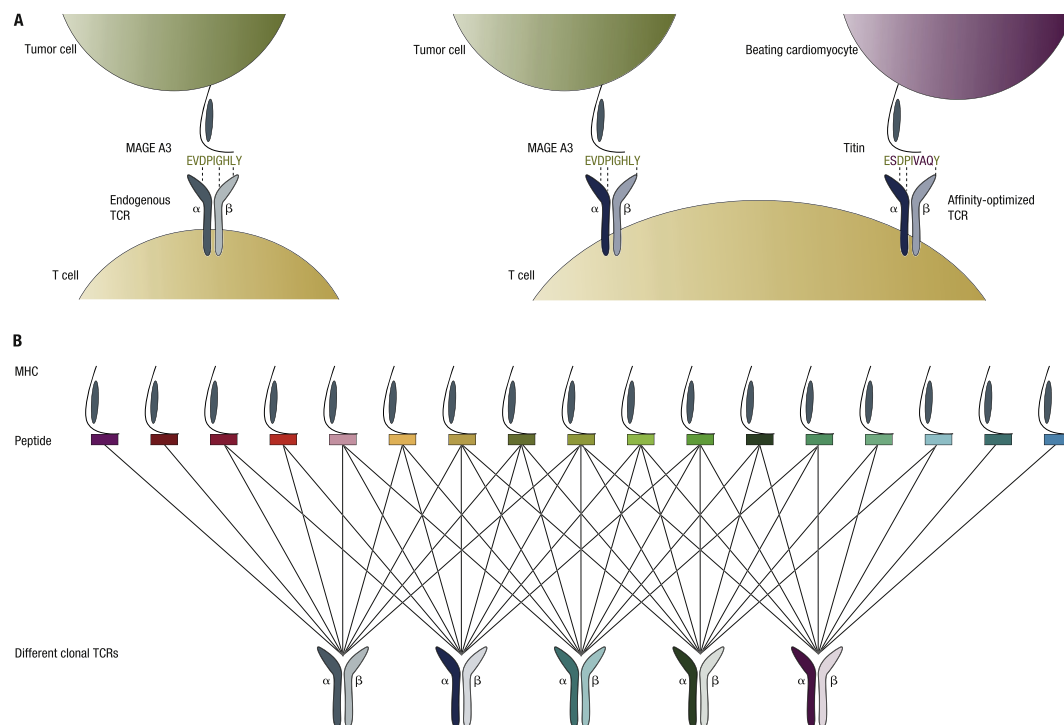 A
Tumor cell
Tumor cell
Beating cardiomyocyte
MAGE A3
MAGE A3
Titin
EVDPIGHLY
EVDPIGHLY
ESDPIVAQY
Endogenous
TCR
α
β
α
β
α
β
Affinity-optimized
TCR
T cell
T cell
B
MHC
Peptide
Different clonal TCRs
α
β
α
β
α
β
α
β
α
β